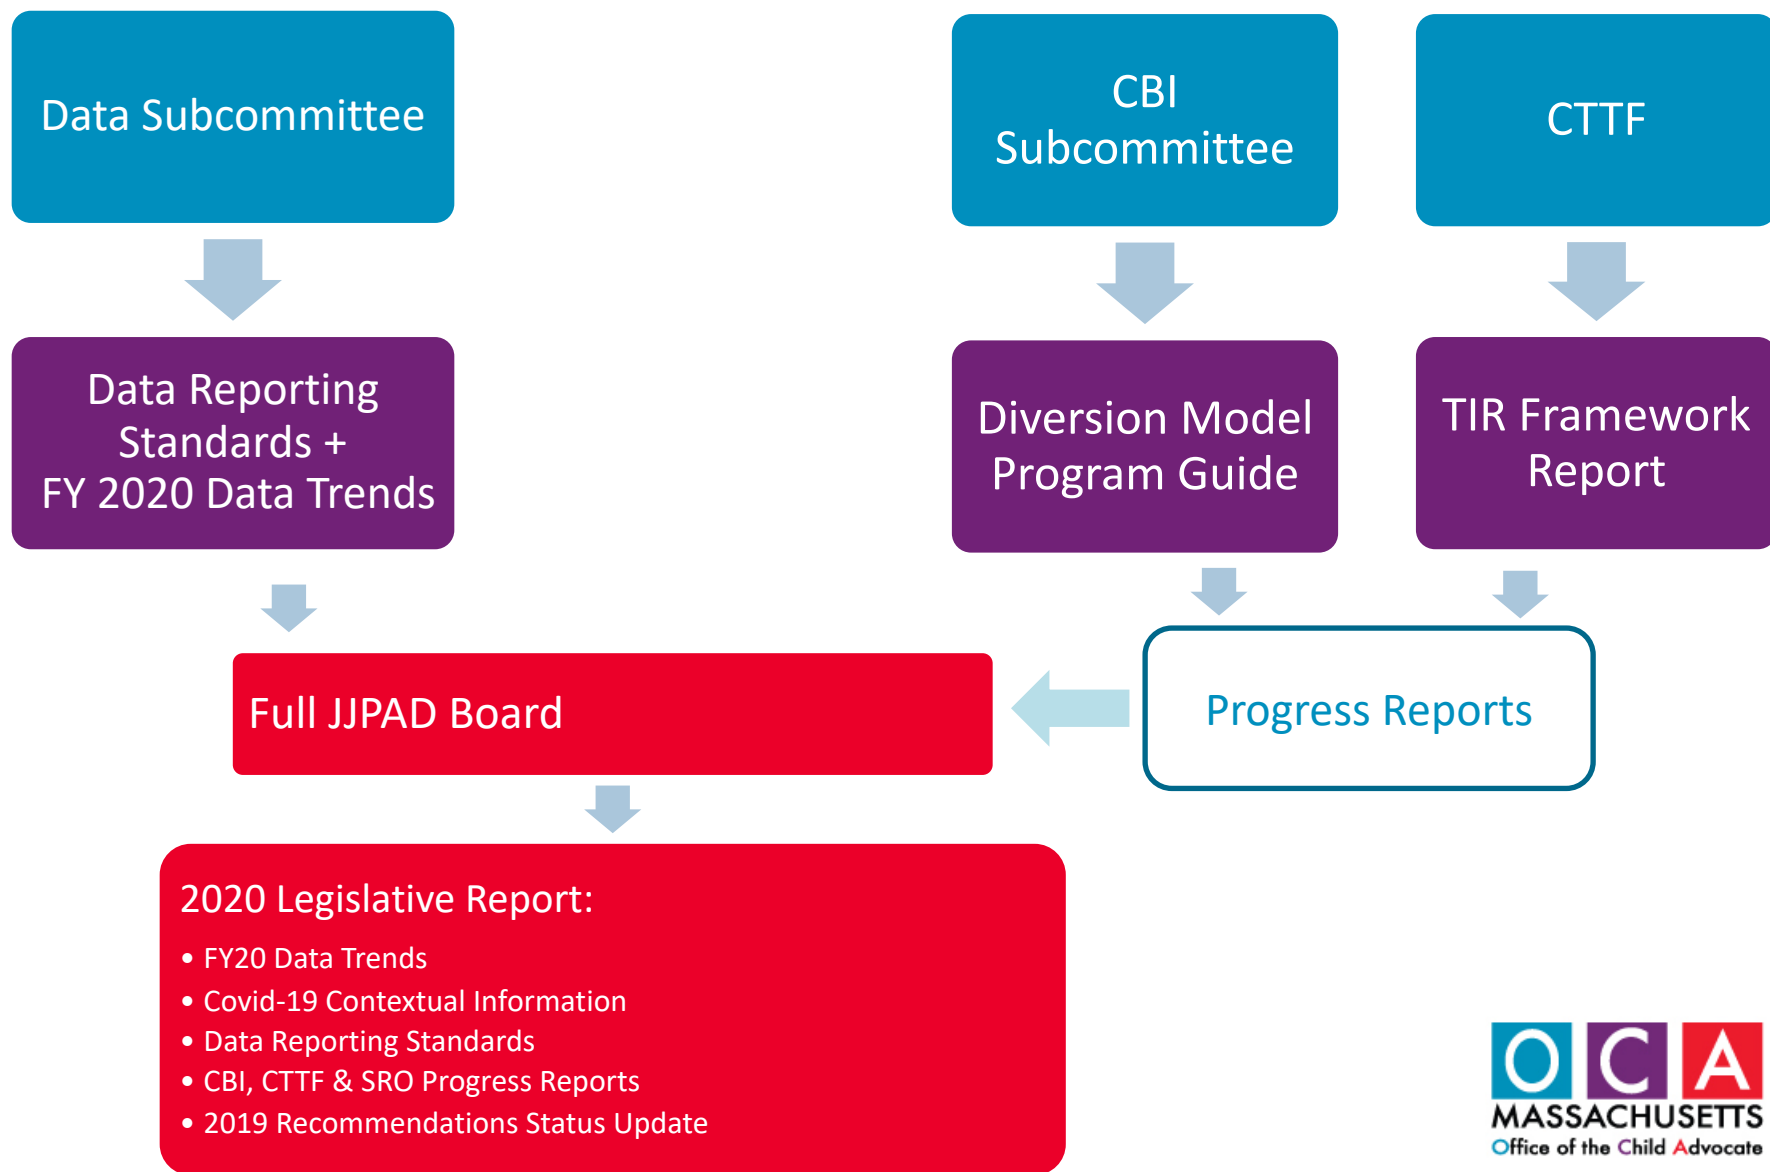 Data Subcommittee
CBI
Subcommittee
CTTF
Data Reporting
Standards +
FY 2020 Data Trends
Diversion Model
Program Guide
TIR Framework
Report
Full JJPAD Board
Progress Reports
2020 Legislative Report:
• FY20 Data Trends
• Covid-19 Contextual Information
• Data Reporting Standards
• CBI, CTTF & SRO Progress Reports
• 2019 Recommendations Status Update
OCA
MASSACHUSETTS
Office of the Child Advocate